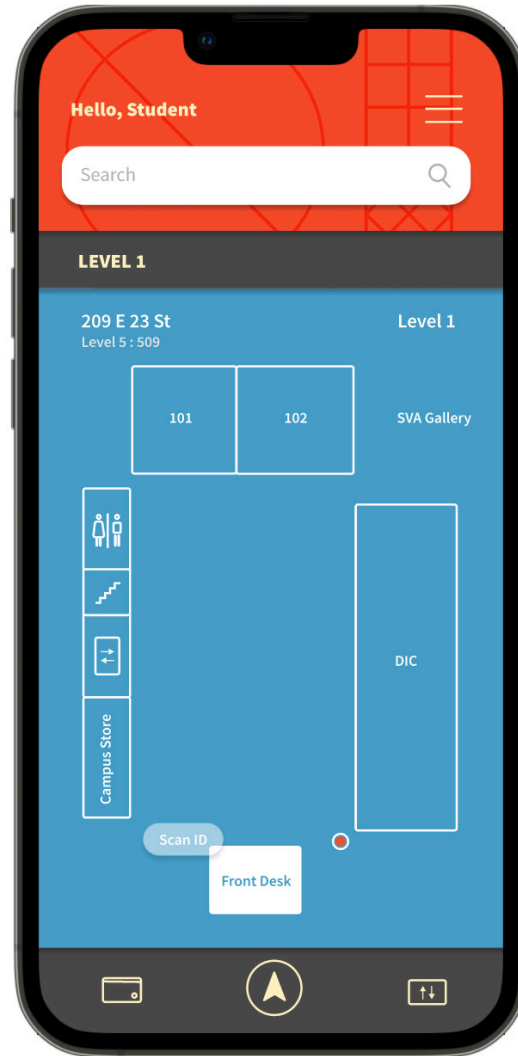 Hello, Student
Search
LEVEL 1
209 E 23 St
Level 1
Level 5 : 509
101
102
SVA Gallery
DIC
Campus Store
Scan ID
Front Desk